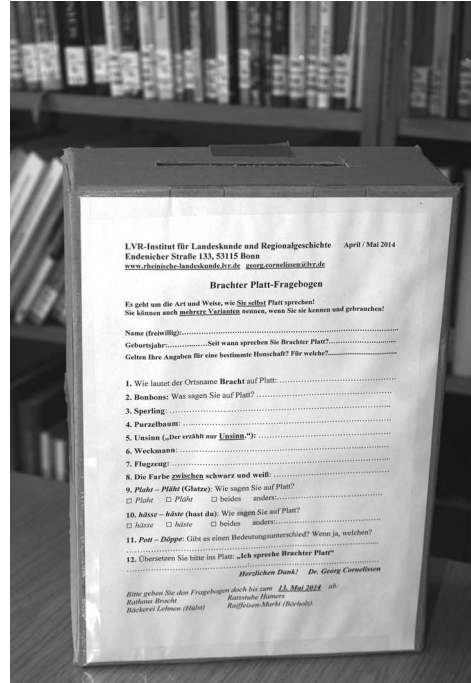 LVR-Institut für Landeskunde und Regionalgeschichte April / Mai 2014
Endenicher Straße 133, 53115 Bonn
www.rheinische-landeskunde.lvr.de georg.cornelissen@lvr.de
Brachter Platt-Fragebogen
Es geht um die Art und Weise, wie Sie selbst Platt sprechen!
Sie können auch mehrere Varianten nennen, wenn Sie sie kennen und gebrauchen!
Name (freiwillig):..........................................................................
Geburtsjahr:..................Seit wann sprechen Sie Brachter Platt?.............................
Gelten Ihre Angaben für eine bestimmte Honschaft? Für welche?..............................
1. Wie lautet der Ortsname Bracht auf Platt: ........................................
2. Bonbons: Was sagen Sie auf Platt? ..................................................
3. Sperling: ..........................................................................
4. Purzelbaum: ......................................................................
5. Unsinn („Der erzählt nur Unsinn.“): ................................................
6. Weckmann: ........................................................................
7. Flugzeug: ..........................................................................
8. Die Farbe zwischen schwarz und weiß: ............................................
9. Plaht – Pläht (Glatze): Wie sagen Sie auf Platt?
□ Plaht □ Pläht □ beides anders:........................................
10. hässe – häste (hast du): Wie sagen Sie auf Platt?
□ hässe □ häste □ beides anders:........................................
11. Pott – Döppe: Gibt es einen Bedeutungsunterschied? Wenn ja, welchen?
..........................................................................................
12. Übersetzen Sie bitte ins Platt: „Ich spreche Brachter Platt“
..........................................................................................
Herzlichen Dank! Dr. Georg Cornelissen
Bitte geben Sie den Fragebogen doch bis zum 13. Mai 2014 ab:
Rathaus Bracht Ratsstube Hamers
Bäckerei Lehnen (Hülst) Raiffeisen-Markt (Börholz).